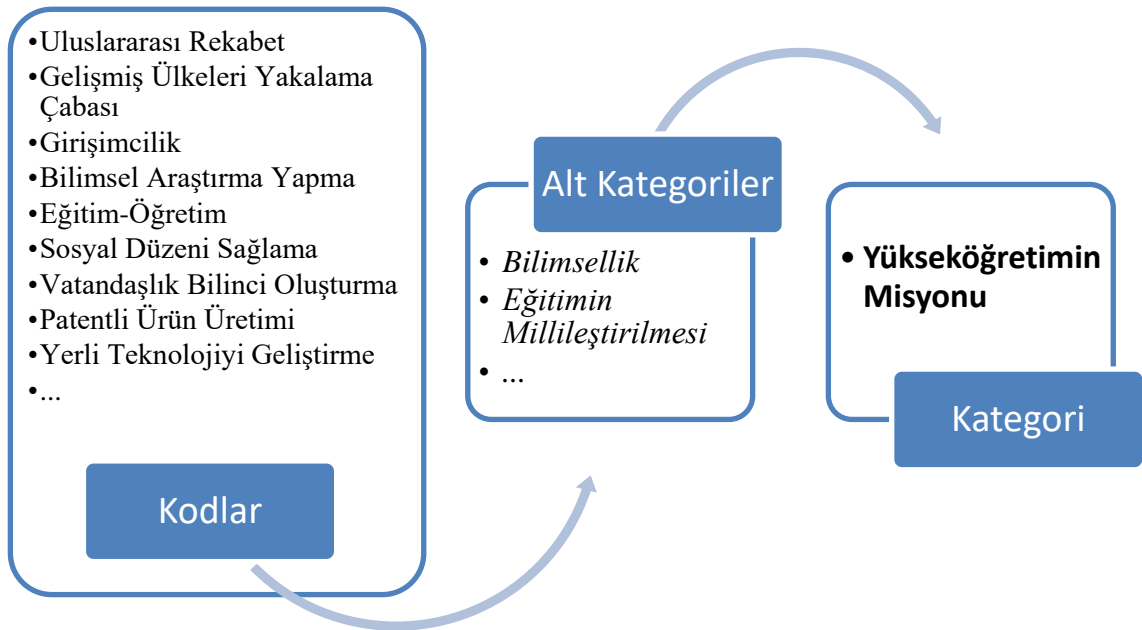 •Uluslararası Rekabet
•Gelişmiş Ülkeleri Yakalama
Çabası
•Girişimcilik
•Bilimsel Araştırma Yapma
•Eğitim-Öğretim
•Sosyal Düzeni Sağlama
•Vatandaşlık Bilinci Oluşturma
•Patentli Ürün Üretimi
•Yerli Teknolojiyi Geliştirme
•...
Kodlar
Alt Kategoriler
• Bilimsellik
• Eğitimin
Millileştirilmesi
• ...
• Yükseköğretimin
Misyonu
Kategori